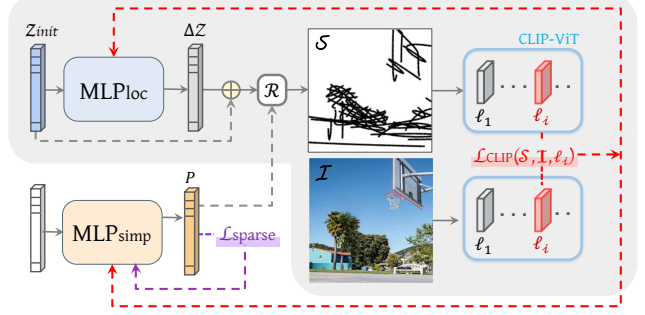 Zinit
ΔZ
MLPloc
R
S
CLIP-ViT
ℓ1
ℓi
LCLIP(S,I,ℓi)
I
P
MLPsimp
Lsparse
ℓ1
ℓi